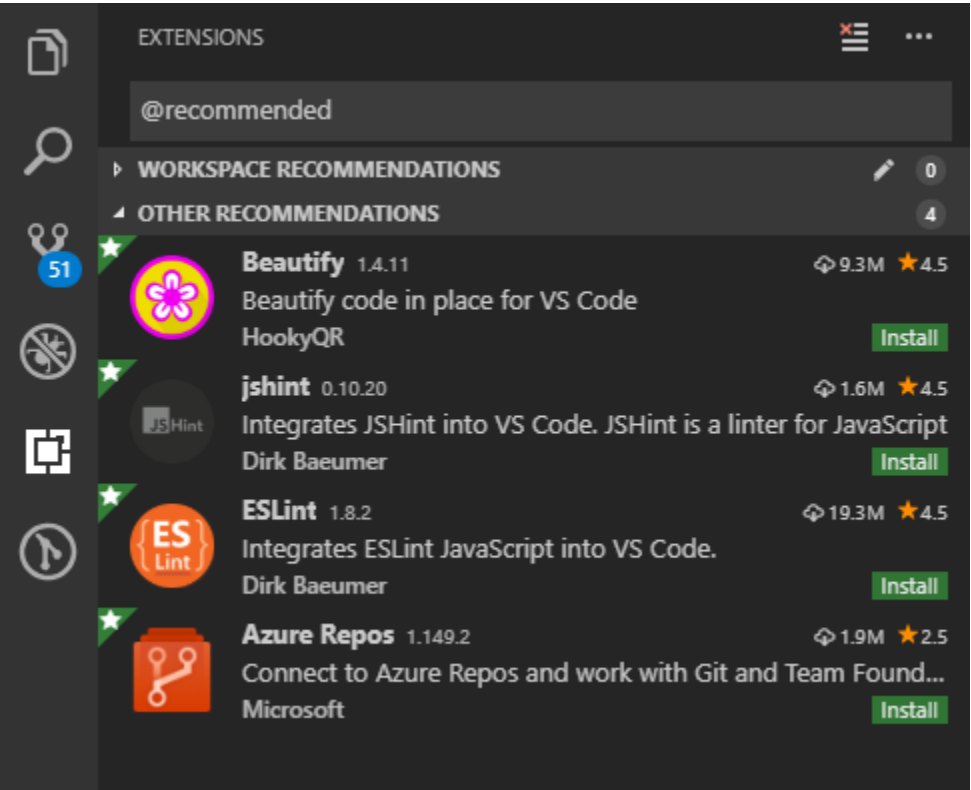 EXTENSIONS
@recommended
WORKSPACE RECOMMENDATIONS 0
OTHER RECOMMENDATIONS 4
51
Beautify 1.4.11 9.3M 4.5
Beautify code in place for VS Code
HookyQR Install
JSHint
jshint 0.10.20 1.6M 4.5
Integrates JSHint into VS Code. JSHint is a linter for JavaScript
Dirk Baeumer Install
{ES}
Lint
ESLint 1.8.2 19.3M 4.5
Integrates ESLint JavaScript into VS Code.
Dirk Baeumer Install
Azure Repos 1.149.2 1.9M 2.5
Connect to Azure Repos and work with Git and Team Found...
Microsoft Install